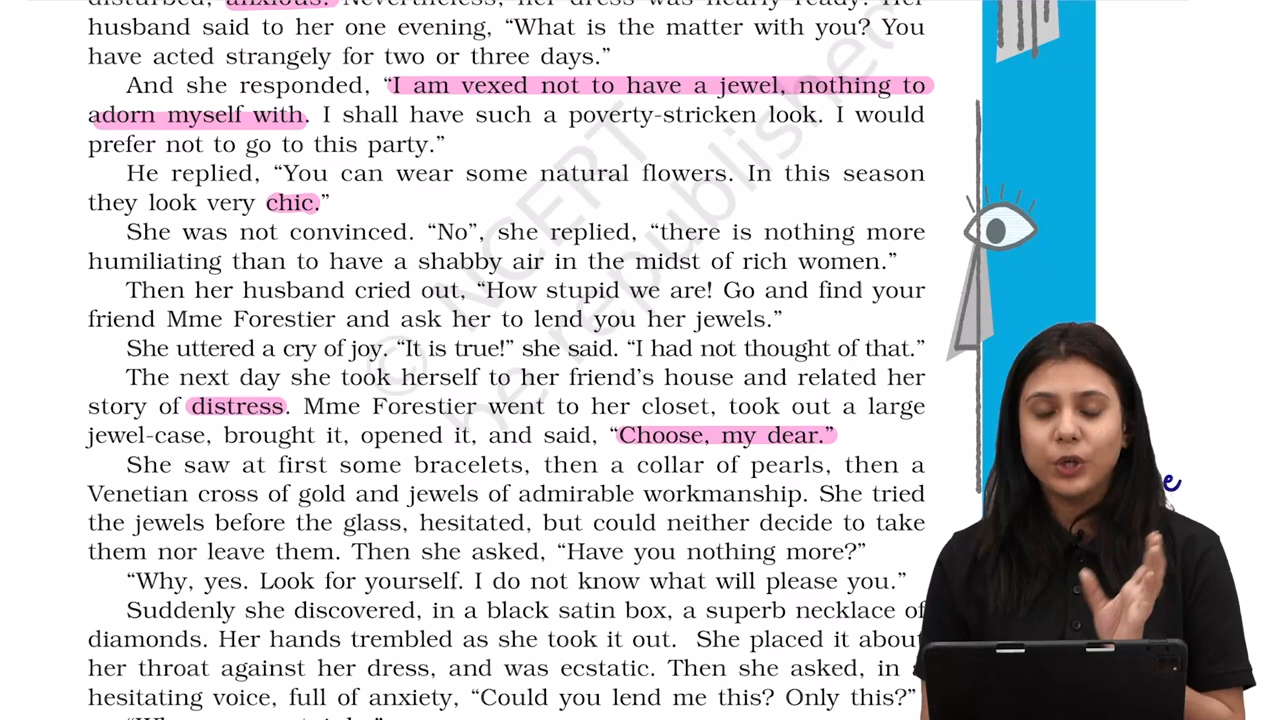 disturbed, anxious. Nevertheless, her dress was nearly ready. Her
husband said to her one evening, “What is the matter with you? You
have acted strangely for two or three days.”
And she responded, “I am vexed not to have a jewel, nothing to
adorn myself with. I shall have such a poverty-stricken look. I would
prefer not to go to this party.”
He replied, “You can wear some natural flowers. In this season
they look very chic.”
She was not convinced. “No”, she replied, “there is nothing more
humiliating than to have a shabby air in the midst of rich women.”
Then her husband cried out, “How stupid we are! Go and find your
friend Mme Forestier and ask her to lend you her jewels.”
She uttered a cry of joy. “It is true!” she said. “I had not thought of that.”
The next day she took herself to her friend’s house and related her
story of distress. Mme Forestier went to her closet, took out a large
jewel-case, brought it, opened it, and said, “Choose, my dear.”
She saw at first some bracelets, then a collar of pearls, then a
Venetian cross of gold and jewels of admirable workmanship. She tried
the jewels before the glass, hesitated, but could neither decide to take
them nor leave them. Then she asked, “Have you nothing more?”
“Why, yes. Look for yourself. I do not know what will please you.”
Suddenly she discovered, in a black satin box, a superb necklace of
diamonds. Her hands trembled as she took it out. She placed it about
her throat against her dress, and was ecstatic. Then she asked, in
hesitating voice, full of anxiety, “Could you lend me this? Only this?”
© NCERT
be republished